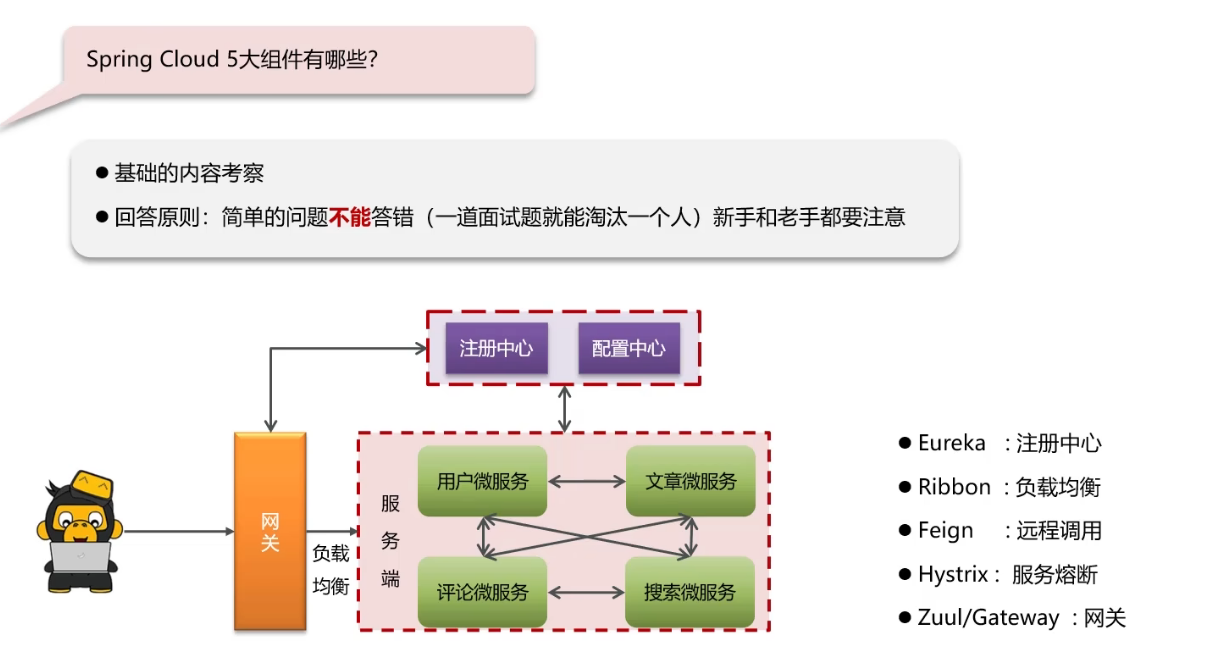 Spring Cloud 5大组件有哪些?
● 基础的内容考察
● 回答原则：简单的问题不能答错（一道面试题就能淘汰一个人）新手和老手都要注意
注册中心
配置中心
网关
负载
均衡
服务端
用户微服务
文章微服务
评论微服务
搜索微服务
● Eureka : 注册中心
● Ribbon : 负载均衡
● Feign : 远程调用
● Hystrix : 服务熔断
● Zuul/Gateway : 网关